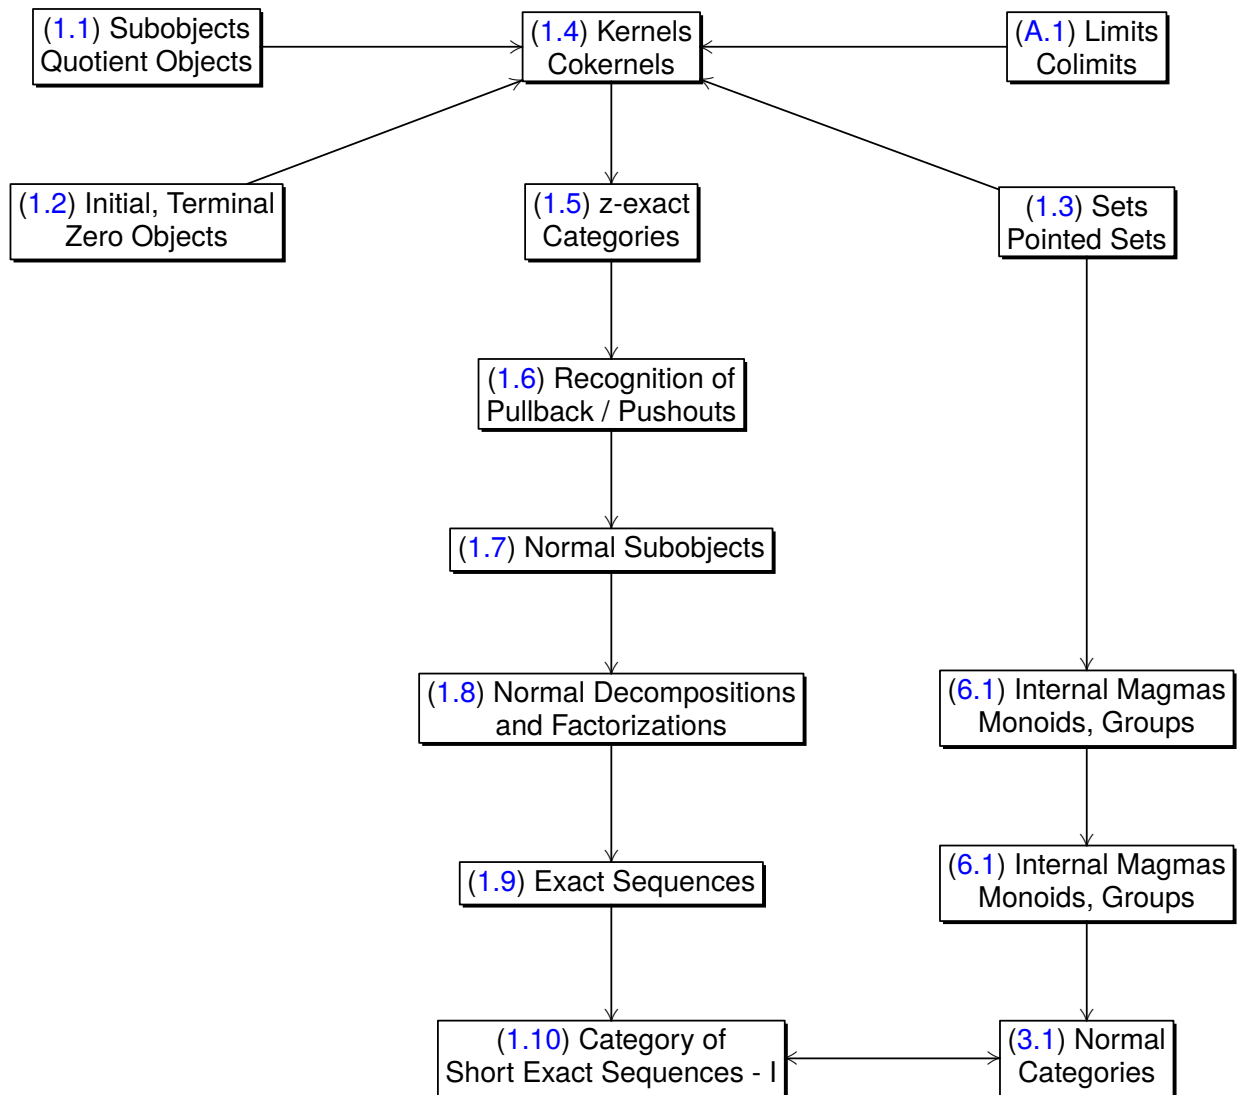 (1.1) Subobjects
Quotient Objects
(1.4) Kernels
Cokernels
(A.1) Limits
Colimits
(1.2) Initial, Terminal
Zero Objects
(1.5) z-exact
Categories
(1.3) Sets
Pointed Sets
(1.6) Recognition of
Pullback / Pushouts
(1.7) Normal Subobjects
(1.8) Normal Decompositions
and Factorizations
(6.1) Internal Magmas
Monoids, Groups
(1.9) Exact Sequences
(6.1) Internal Magmas
Monoids, Groups
(1.10) Category of
Short Exact Sequences - I
(3.1) Normal
Categories